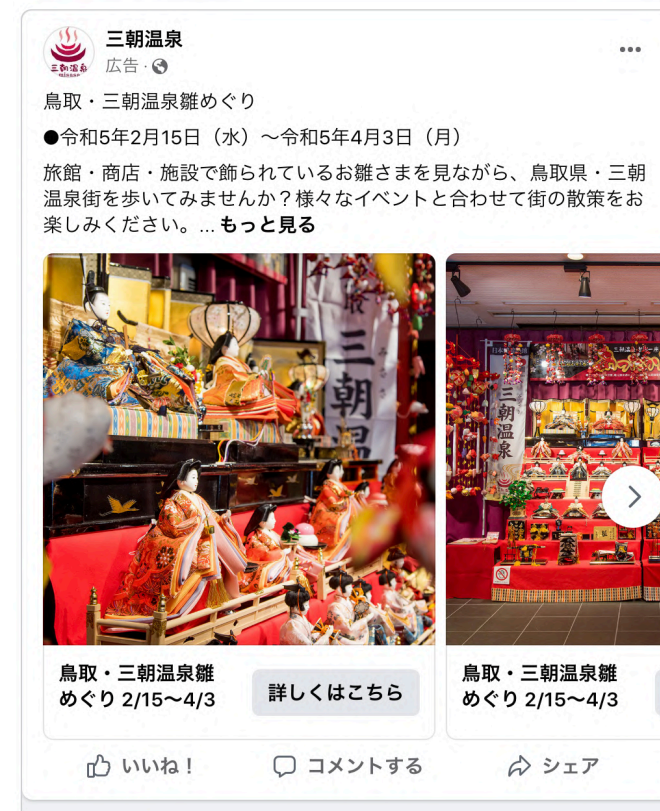 三朝温泉
三朝温泉
misasa
広告
鳥取・三朝温泉雛めぐり
●令和5年2月15日（水）～令和5年4月3日（月）
旅館・商店・施設で飾られているお雛さまを見ながら、鳥取県・三朝
温泉街を歩いてみませんか？様々なイベントと合わせて街の散策をお
楽しみください。... もっと見る
三朝温
三朝温泉
鳥取・三朝温泉雛
めぐり 2/15〜4/3
詳しくはこちら
鳥取・三朝温泉雛
めぐり 2/15〜4/3
いいね！
コメントする
シェア